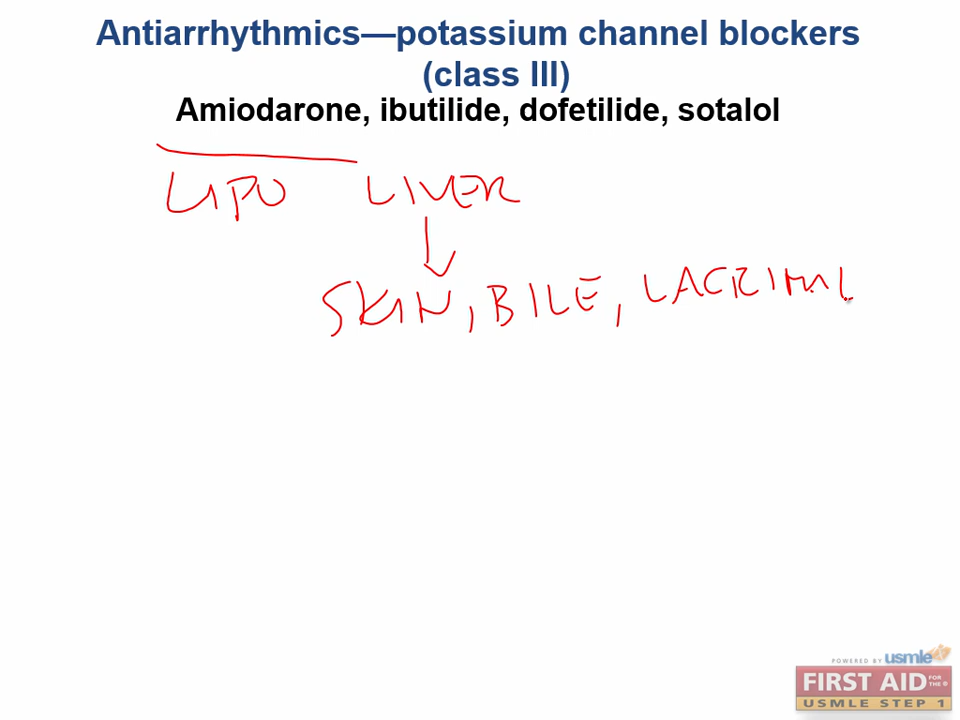 Antiarrhythmics—potassium channel blockers
(class III)
Amiodarone, ibutilide, dofetilide, sotalol
LIPO LIVER
SKIN, BILE, LACRIMAL
POWERED BY usmle
FIRST AID FOR THE®
USMLE STEP 1